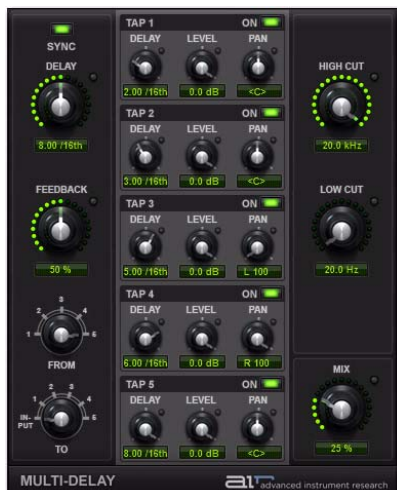 SYNC
DELAY
8.00 /16th
FEEDBACK
50 %
1 2 3 4 5
FROM
IN-
PUT
1 2 3 4 5
TO
TAP 1 ON
DELAY LEVEL PAN
2.00 /16th 0.0 dB <C>
TAP 2 ON
DELAY LEVEL PAN
3.00 /16th 0.0 dB <C>
TAP 3 ON
DELAY LEVEL PAN
5.00 /16th 0.0 dB L 100
TAP 4 ON
DELAY LEVEL PAN
6.00 /16th 0.0 dB R 100
TAP 5 ON
DELAY LEVEL PAN
8.00 /16th 0.0 dB <C>
HIGH CUT
20.0 kHz
LOW CUT
20.0 Hz
MIX
25 %
MULTI-DELAY
AIR advanced instrument research